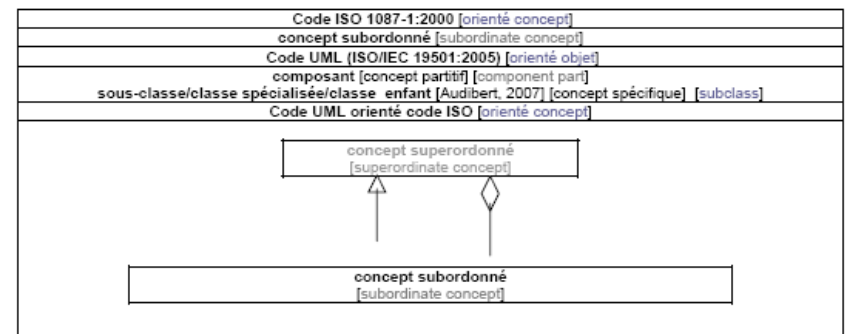 Code ISO 1087-1:2000 [orienté concept]
concept subordonné [subordinate concept]
Code UML (ISO/IEC 19501:2005) [orienté objet]
composant [concept partitif] [component part]
sous-classe/classe spécialisée/classe enfant [Audibert, 2007] [concept spécifique] [subclass]
Code UML orienté code ISO [orienté concept]
concept superordonné
[superordinate concept]
concept subordonné
[subordinate concept]